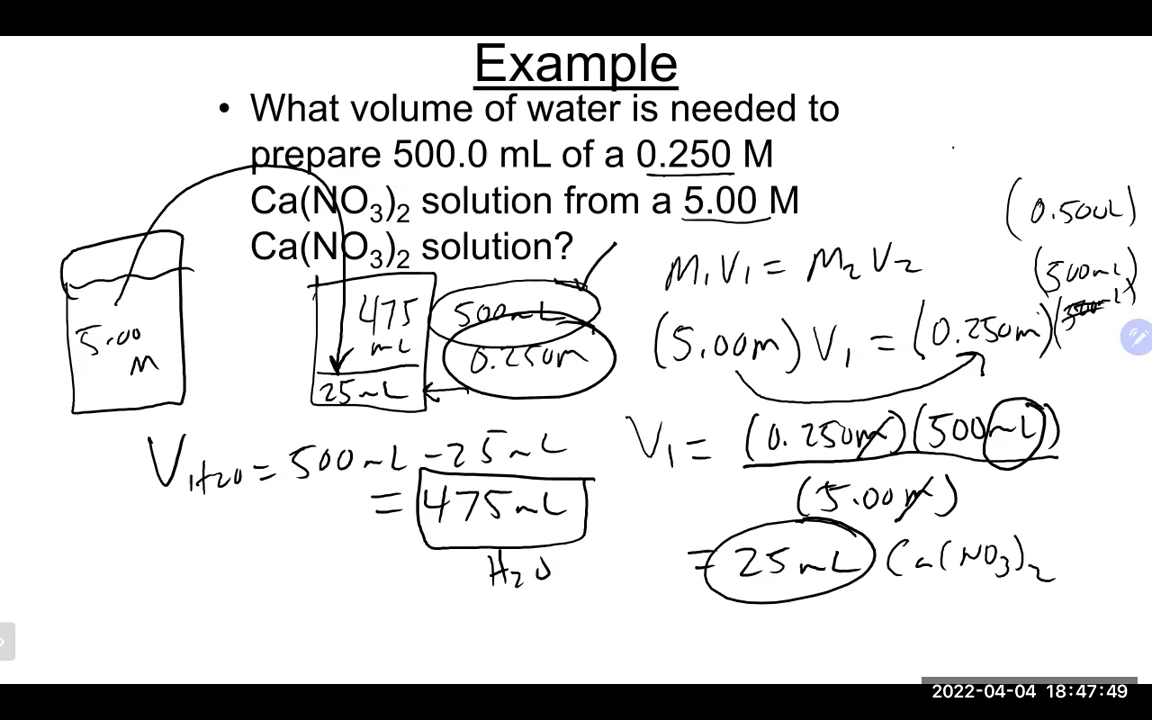 Example
• What volume of water is needed to
prepare 500.0 mL of a 0.250 M
Ca(NO3)2 solution from a 5.00 M
Ca(NO3)2 solution?
(0.500L)
(500mL)
M1V1 = M2V2
(5.00M) V1 = (0.250M)(
5.00
M
475
mL
25mL
500mL
0.250M
V1 = (0.250M)(500mL)
(5.00M)
= 25mL Ca(NO3)2
VH2O = 500mL - 25mL
= 475mL
H2O
2022-04-04 18:47:49